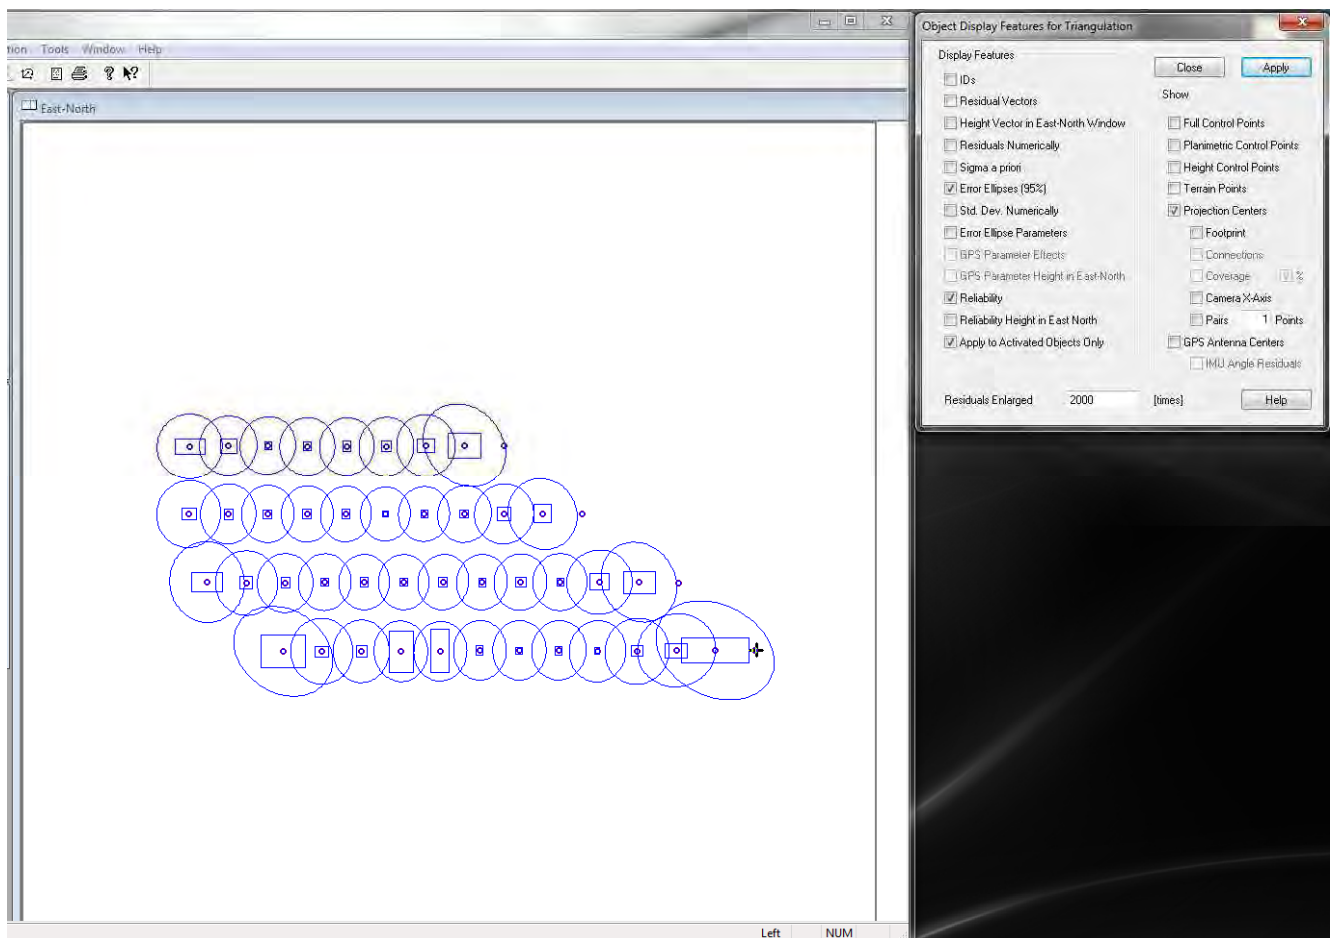 tion Tools Window Help
East-North
Left NUM
Object Display Features for Triangulation
Display Features
IDs
Residual Vectors
Height Vector in East-North Window
Residuals Numerically
Sigma a priori
Error Ellipses (95%)
Std. Dev. Numerically
Error Ellipse Parameters
GPS Parameter Effects
GPS Parameter Height in East-North
Reliability
Reliability Height in East North
Apply to Activated Objects Only
Residuals Enlarged 2000 [times]
Close Apply
Show
Full Control Points
Planimetric Control Points
Height Control Points
Terrain Points
Projection Centers
Footprint
Connections
Coverage %
Camera X-Axis
Pairs 1 Points
GPS Antenna Centers
IMU Angle Residuals
Help